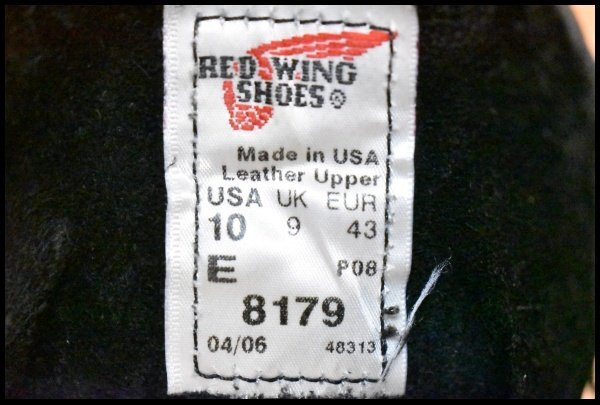 RED WING
SHOES®
Made in USA
Leather Upper
USA UK EUR
10 9 43
E P08
8179
04/06 48313